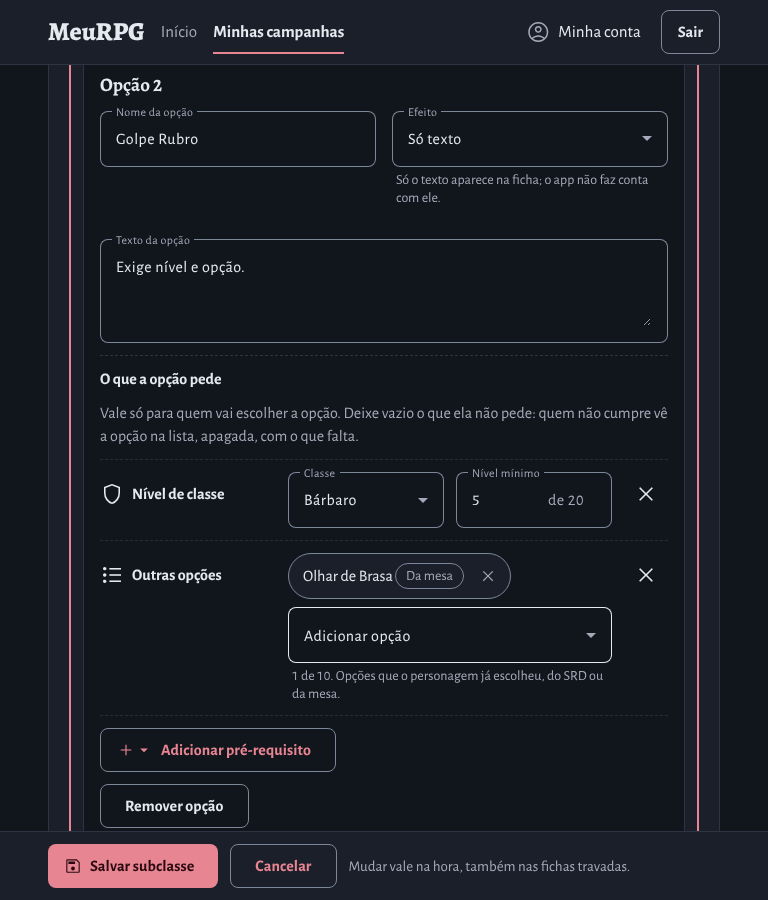 MeuRPG Início Minhas campanhas Minha conta Sair
Opção 2
Nome da opção
Golpe Rubro
Efeito
Só texto
Só o texto aparece na ficha; o app não faz conta
com ele.
Texto da opção
Exige nível e opção.
O que a opção pede
Vale só para quem vai escolher a opção. Deixe vazio o que ela não pede: quem não cumpre vê
a opção na lista, apagada, com o que falta.
Nível de classe
Classe
Bárbaro
Nível mínimo
5 de 20
Outras opções
Olhar de Brasa Da mesa
Adicionar opção
1 de 10. Opções que o personagem já escolheu, do SRD ou
da mesa.
Adicionar pré-requisito
Remover opção
Salvar subclasse Cancelar Mudar vale na hora, também nas fichas travadas.